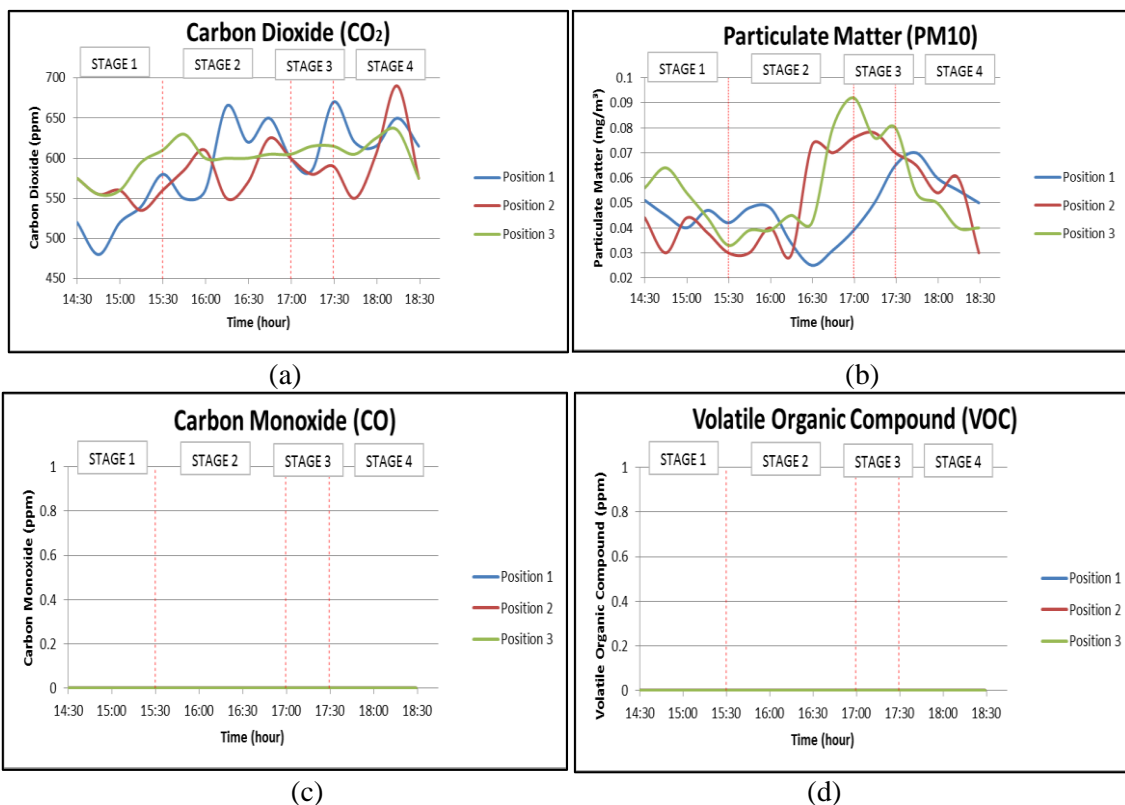 Carbon Dioxide (CO₂)
STAGE 1
STAGE 2
STAGE 3
STAGE 4
Carbon Dioxide (ppm)
700
650
600
550
500
450
14:30 15:00 15:30 16:00 16:30 17:00 17:30 18:00 18:30
Time (hour)
Position 1
Position 2
Position 3
(a)
Particulate Matter (PM10)
STAGE 1
STAGE 2
STAGE 3
STAGE 4
Particulate Matter (mg/m³)
0.1
0.09
0.08
0.07
0.06
0.05
0.04
0.03
0.02
14:30 15:00 15:30 16:00 16:30 17:00 17:30 18:00 18:30
Time (hour)
Position 1
Position 2
Position 3
(b)
Carbon Monoxide (CO)
STAGE 1
STAGE 2
STAGE 3
STAGE 4
Carbon Monoxide (ppm)
1
0.8
0.6
0.4
0.2
0
14:30 15:00 15:30 16:00 16:30 17:00 17:30 18:00 18:30
Time (hour)
Position 1
Position 2
Position 3
(c)
Volatile Organic Compound (VOC)
STAGE 1
STAGE 2
STAGE 3
STAGE 4
Volatile Organic Compound (ppm)
1
0.8
0.6
0.4
0.2
0
14:30 15:00 15:30 16:00 16:30 17:00 17:30 18:00 18:30
Time (hour)
Position 1
Position 2
Position 3
(d)